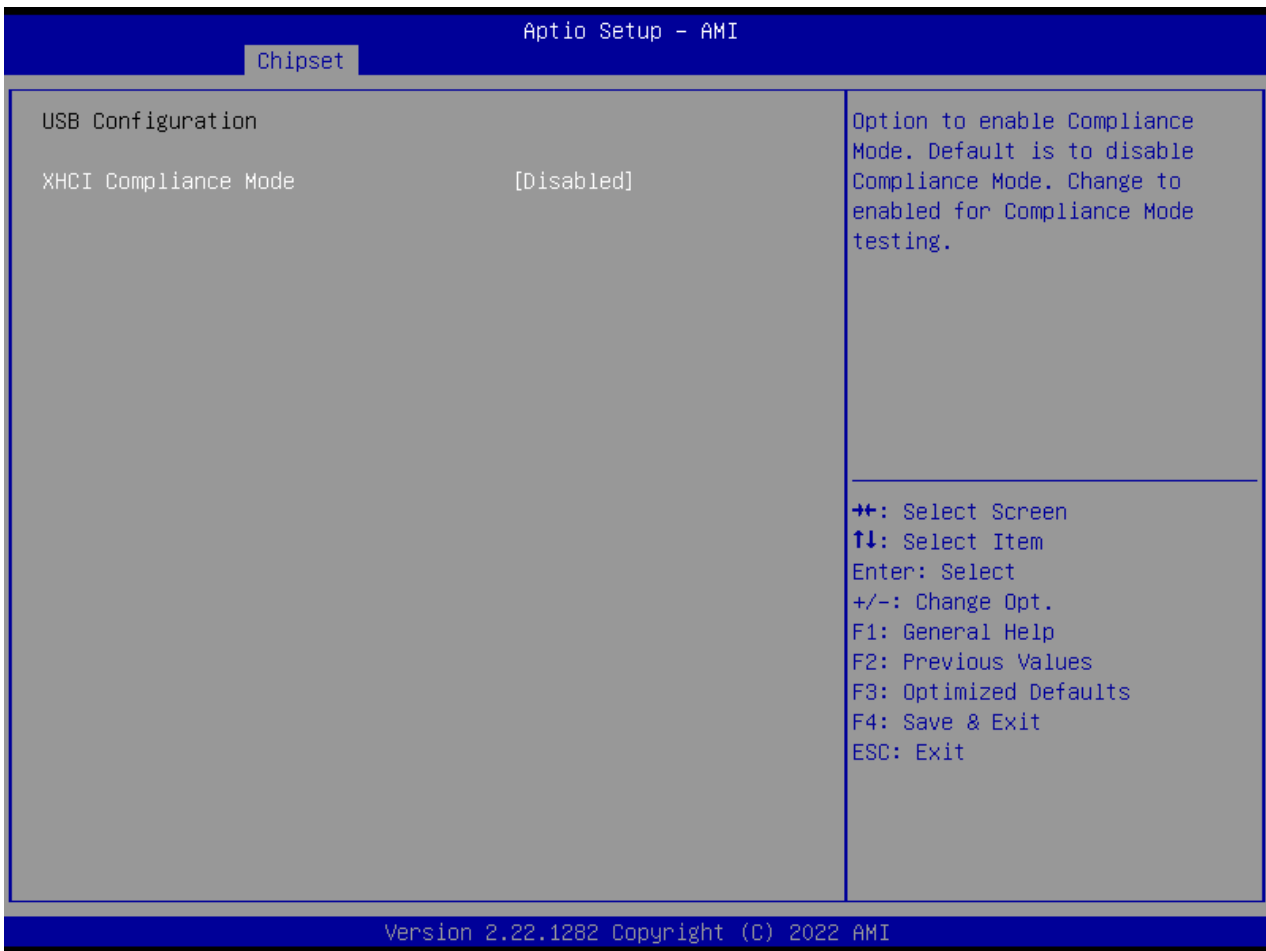 Aptio Setup – AMI
Chipset
USB Configuration
XHCI Compliance Mode [Disabled]
Option to enable Compliance
Mode. Default is to disable
Compliance Mode. Change to
enabled for Compliance Mode
testing.
→←: Select Screen
↑↓: Select Item
Enter: Select
+/-: Change Opt.
F1: General Help
F2: Previous Values
F3: Optimized Defaults
F4: Save & Exit
ESC: Exit
Version 2.22.1282 Copyright (C) 2022 AMI